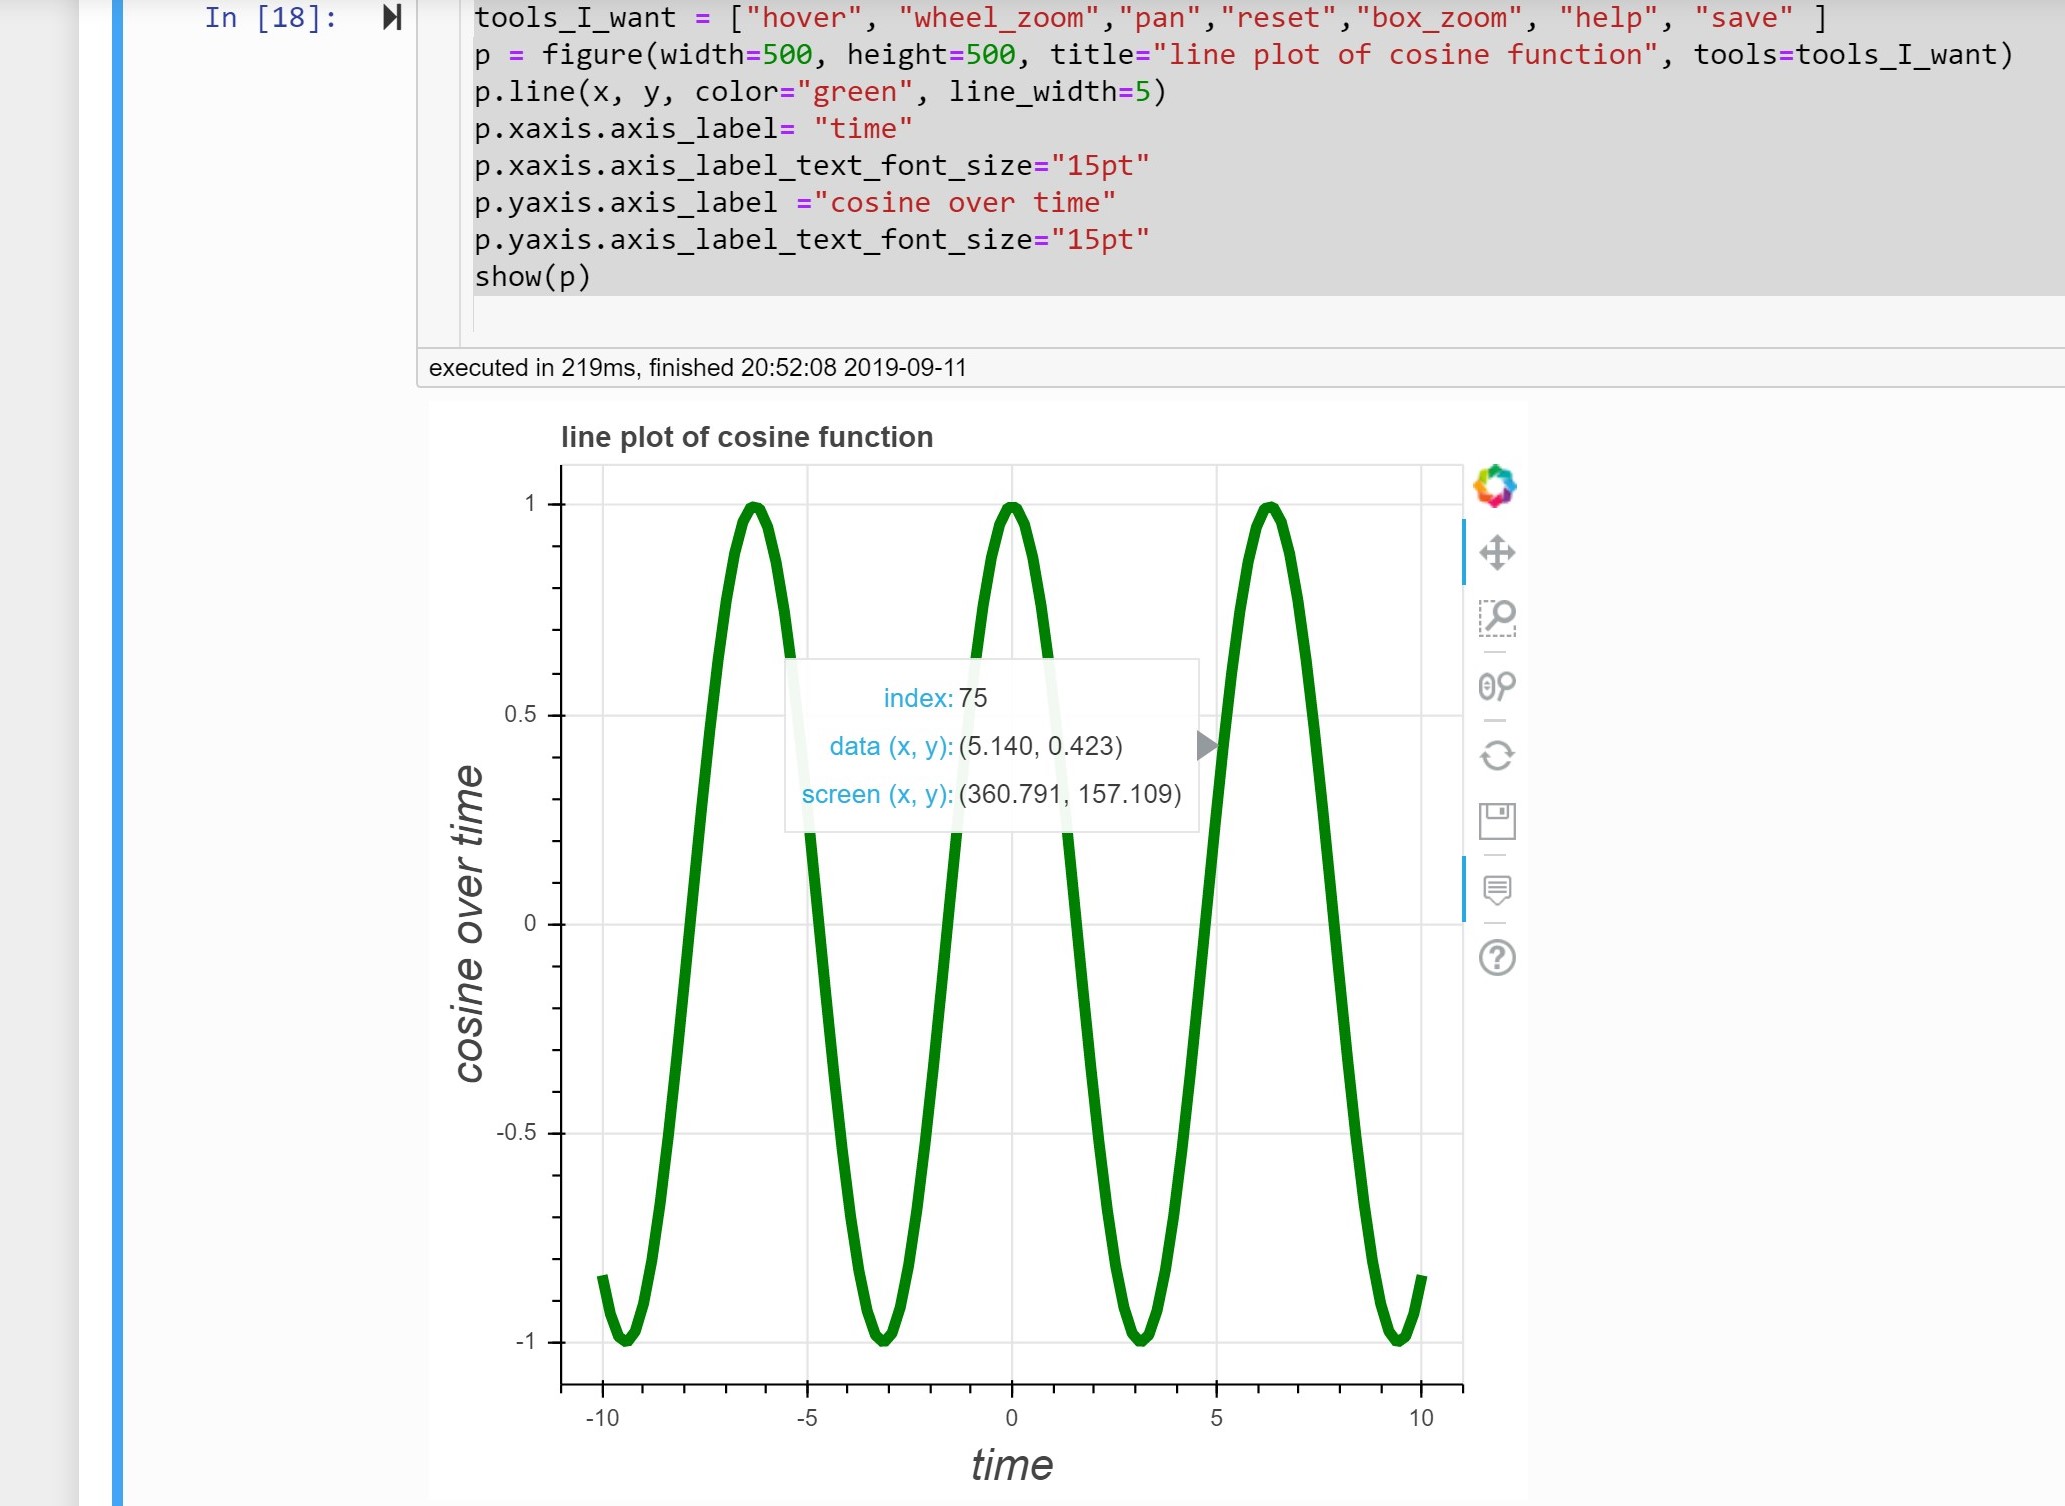 In [18]:
tools_I_want = ["hover", "wheel_zoom","pan","reset","box_zoom", "help", "save" ]
p = figure(width=500, height=500, title="line plot of cosine function", tools=tools_I_want)
p.line(x, y, color="green", line_width=5)
p.xaxis.axis_label= "time"
p.xaxis.axis_label_text_font_size="15pt"
p.yaxis.axis_label ="cosine over time"
p.yaxis.axis_label_text_font_size="15pt"
show(p)
executed in 219ms, finished 20:52:08 2019-09-11
line plot of cosine function
1
0.5
0
-0.5
-1
cosine over time
index: 75
data (x, y): (5.140, 0.423)
screen (x, y): (360.791, 157.109)
-10
-5
0
5
10
time